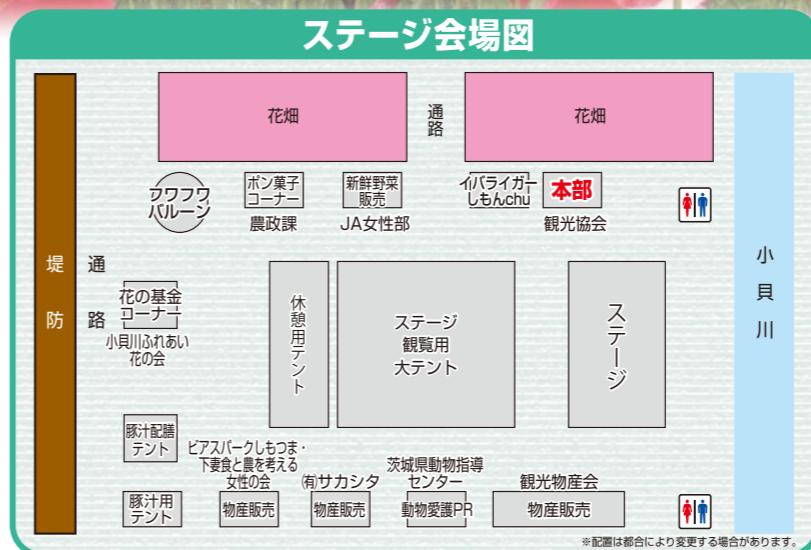 ステージ会場図
花畑
通路
花畑
フワフワ
バルーン
ポン菓子
コーナー
農政課
新鮮野菜
販売
JA女性部
イバライガー
しもんchu
本部
観光協会
堤防
通路
花の基金
コーナー
小貝川ふれあい
花の会
休憩用テント
ステージ
観覧用
大テント
ステージ
小貝川
豚汁配膳
テント
豚汁用
テント
ビアスパークしもつま・
下妻食と農を考える
女性の会
物産販売
㈲サカシタ
物産販売
茨城県動物指導
センター
動物愛護PR
観光物産会
物産販売
※配置は都合により変更する場合があります。